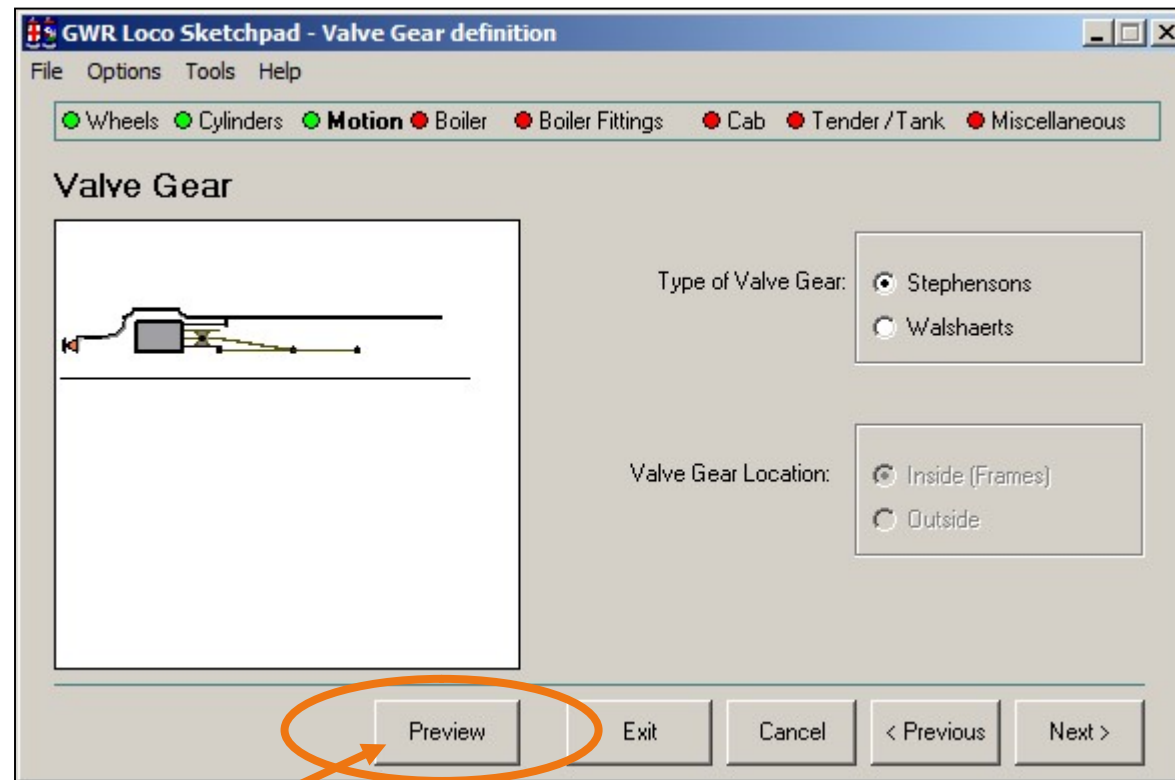 GWR Loco Sketchpad - Valve Gear definition
File Options Tools Help
Wheels Cylinders Motion Boiler Boiler Fittings Cab Tender/Tank Miscellaneous
Valve Gear
Type of Valve Gear:
Stephensons
Walshaerts
Valve Gear Location:
Inside (Frames)
Outside
Preview Exit Cancel < Previous Next >